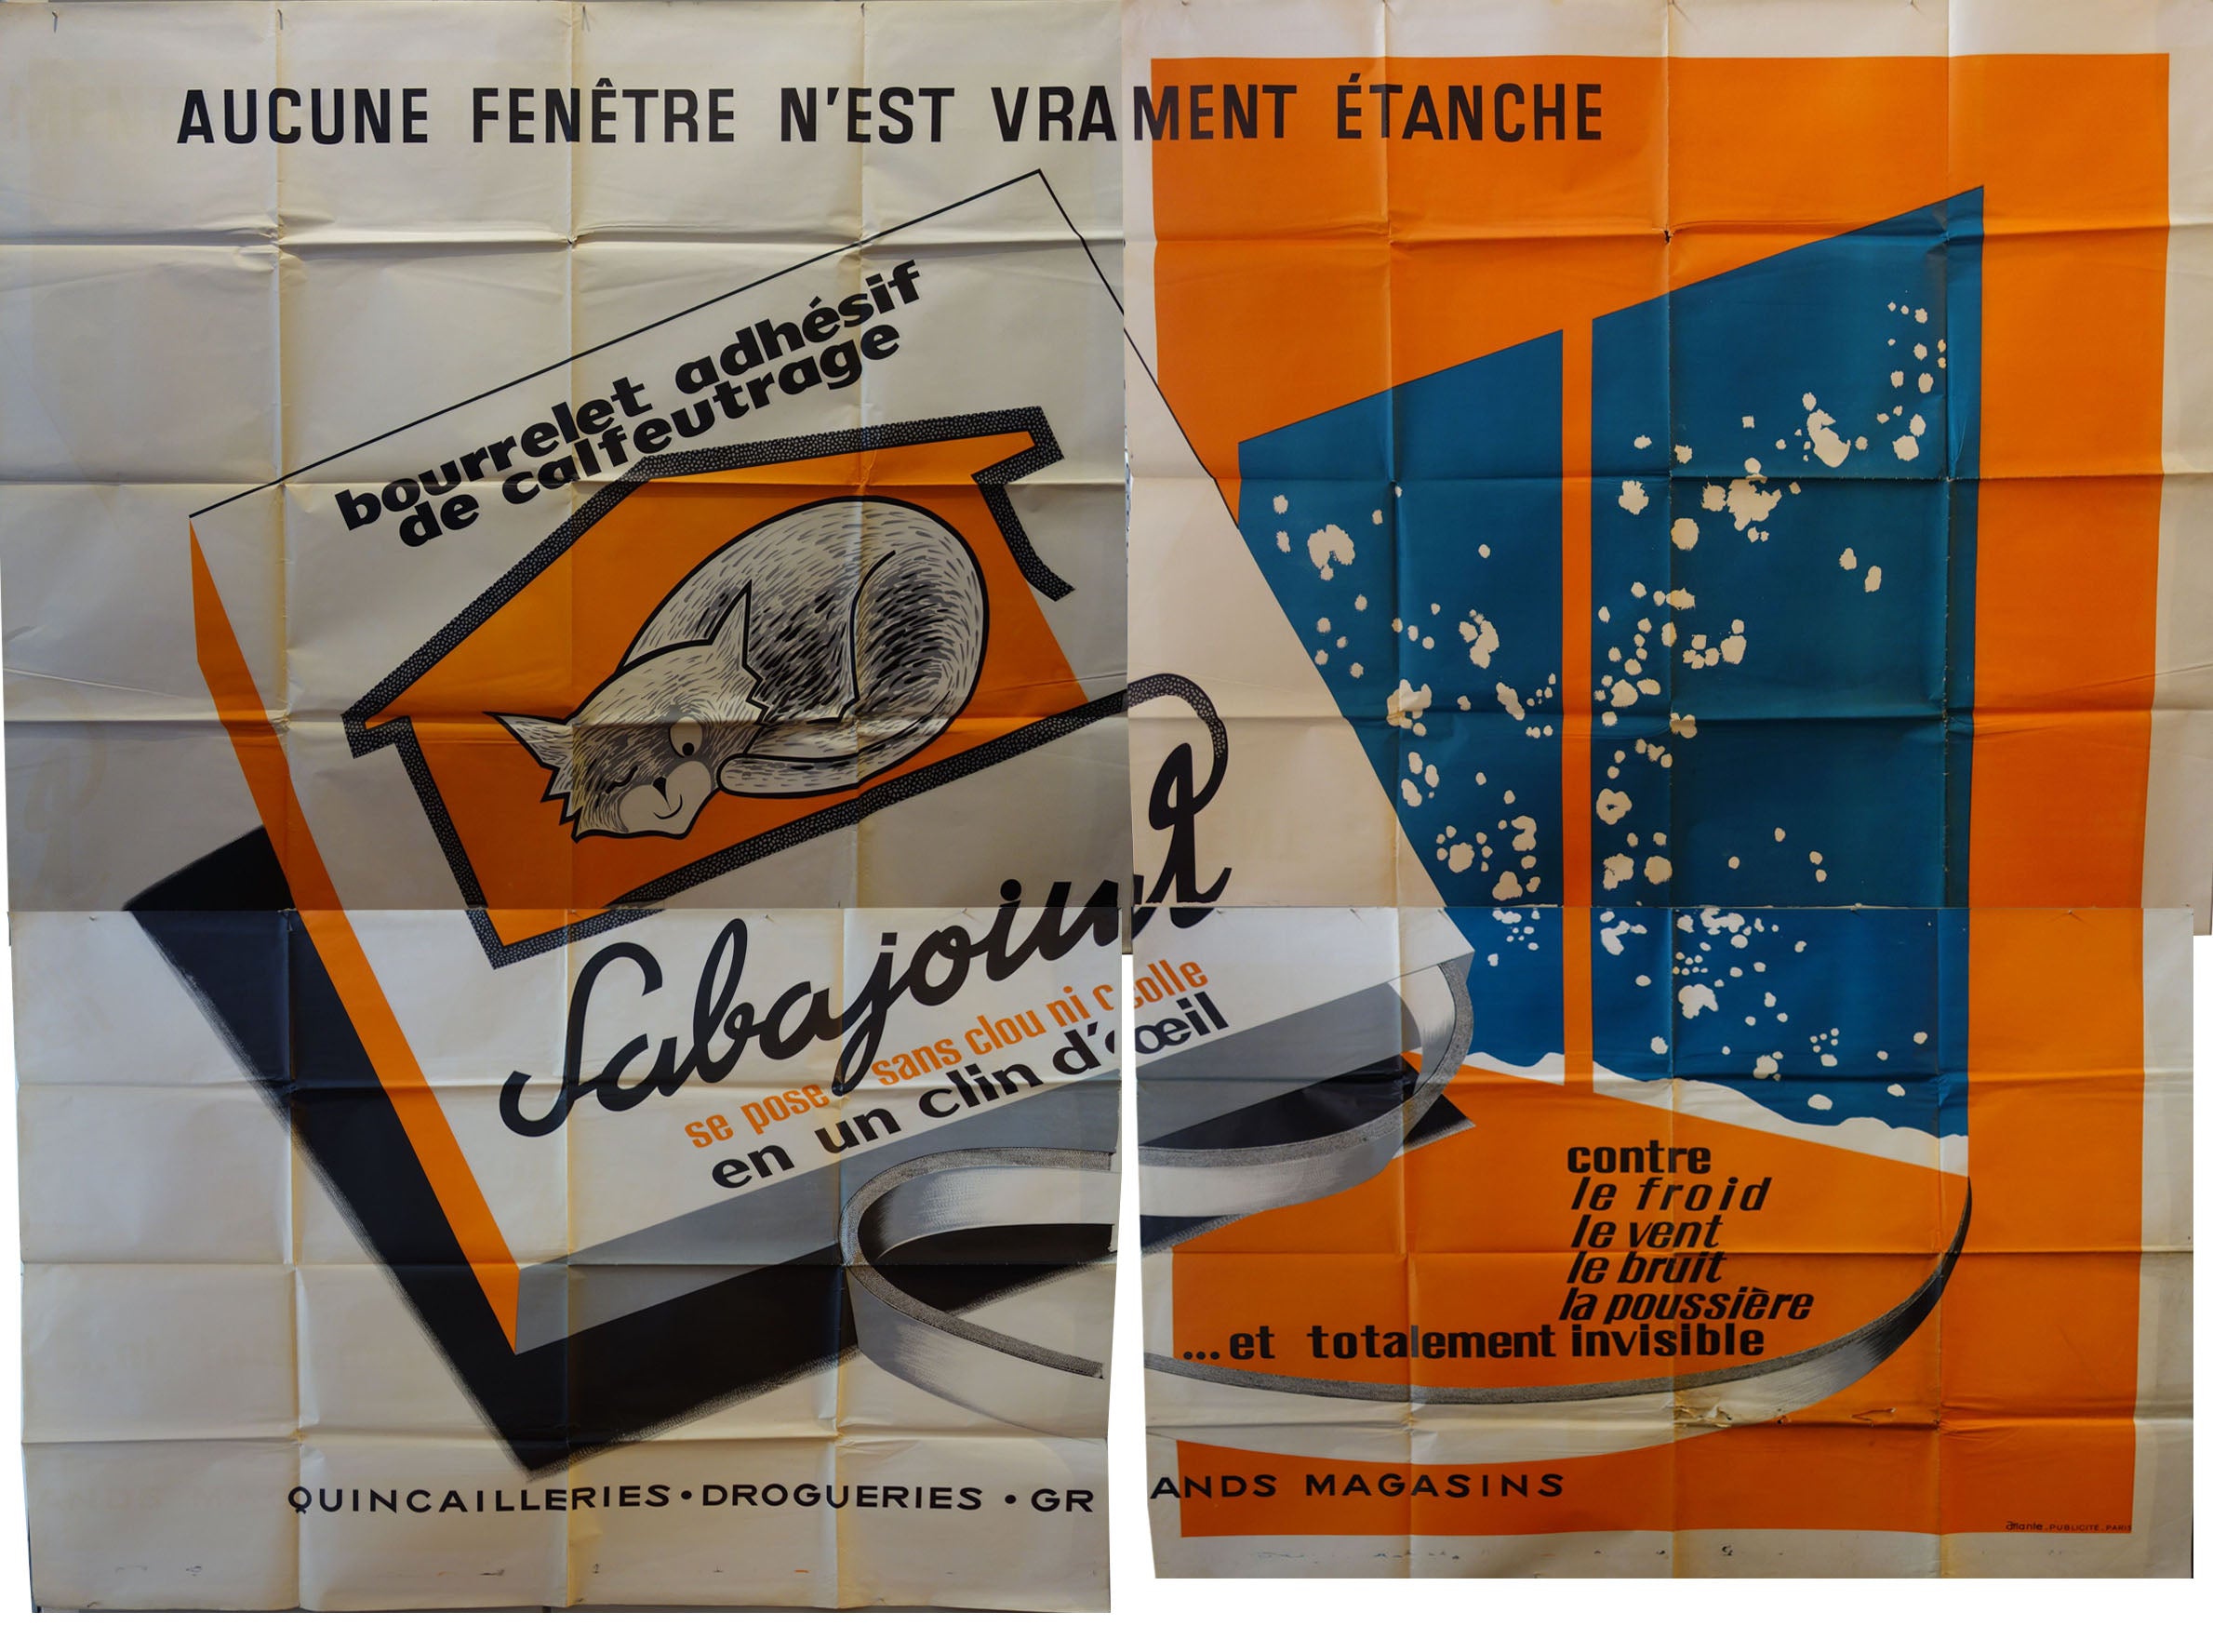 AUCUNE FENÊTRE N'EST VRAMENT ÉTANCHE
bourrelet adhésif
de calfeutrage
Sabajoint
se pose sans clou ni colle
en un clin d'œil
contre
le froid
le vent
le bruit
la poussière
...et totalement invisible
QUINCAILLERIES • DROGUERIES • GRANDS MAGASINS
atlante.PUBLICITÉ.PARIS